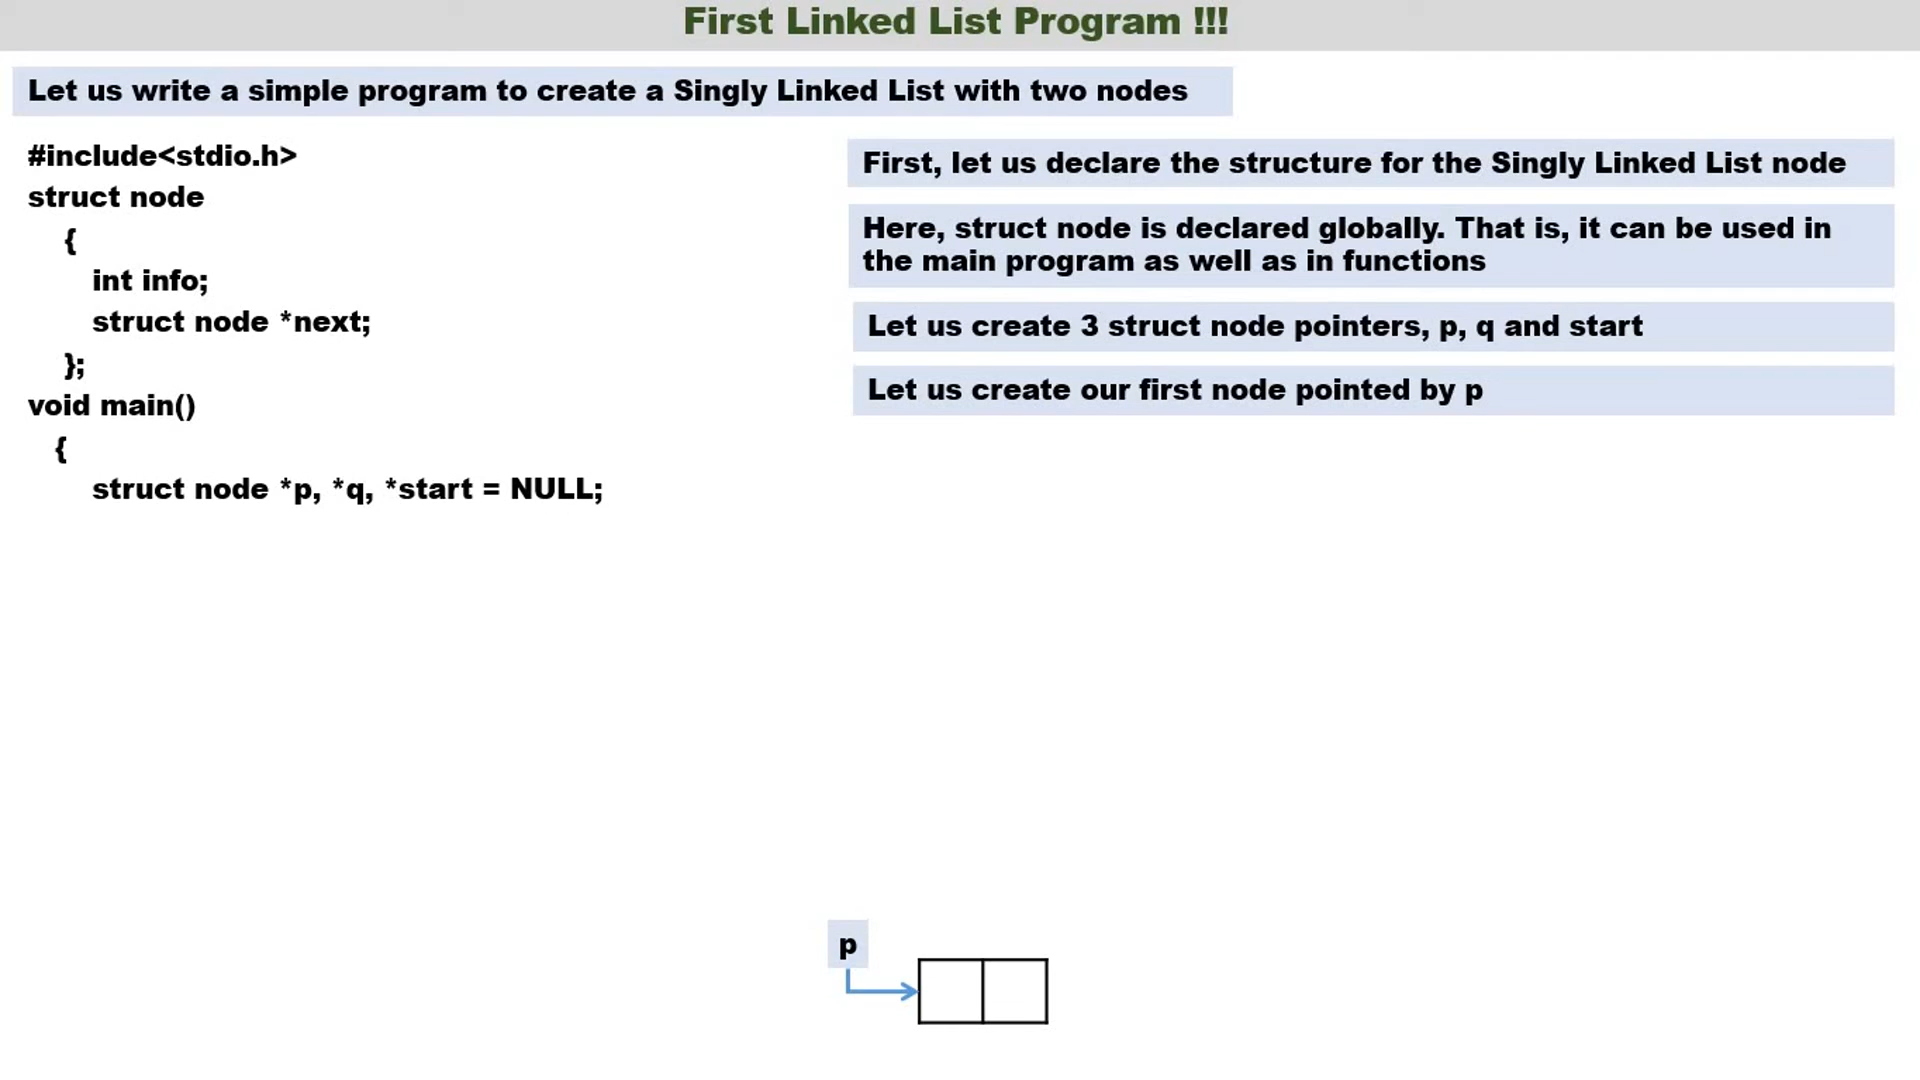 First Linked List Program !!!
Let us write a simple program to create a Singly Linked List with two nodes
#include<stdio.h>
struct node
{
int info;
struct node *next;
};
void main()
{
struct node *p, *q, *start = NULL;
First, let us declare the structure for the Singly Linked List node
Here, struct node is declared globally. That is, it can be used in
the main program as well as in functions
Let us create 3 struct node pointers, p, q and start
Let us create our first node pointed by p
p